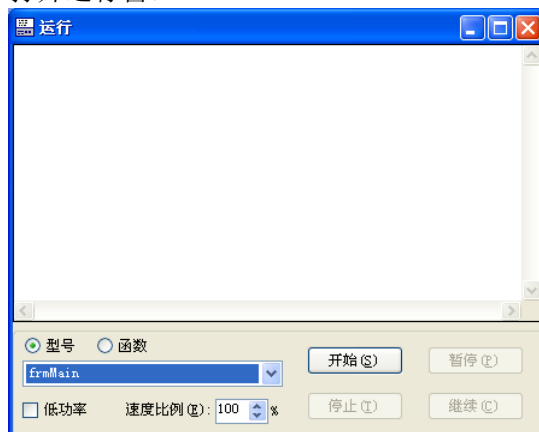 运行
型号 函数
开始(S) 暂停(P)
frmMain
低功率 速度比例(E): 100 % 停止(T) 继续(C)